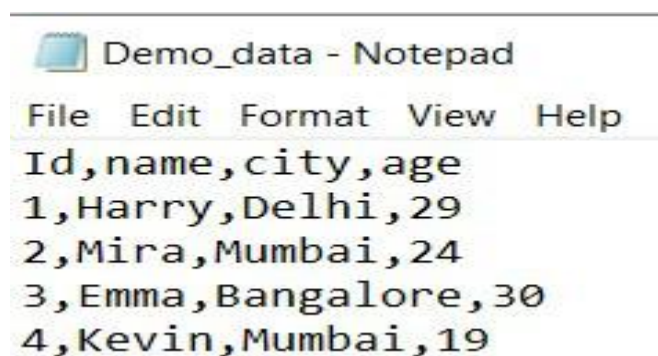 Demo_data - Notepad
File Edit Format View Help
Id,name,city,age
1,Harry,Delhi,29
2,Mira,Mumbai,24
3,Emma,Bangalore,30
4,Kevin,Mumbai,19